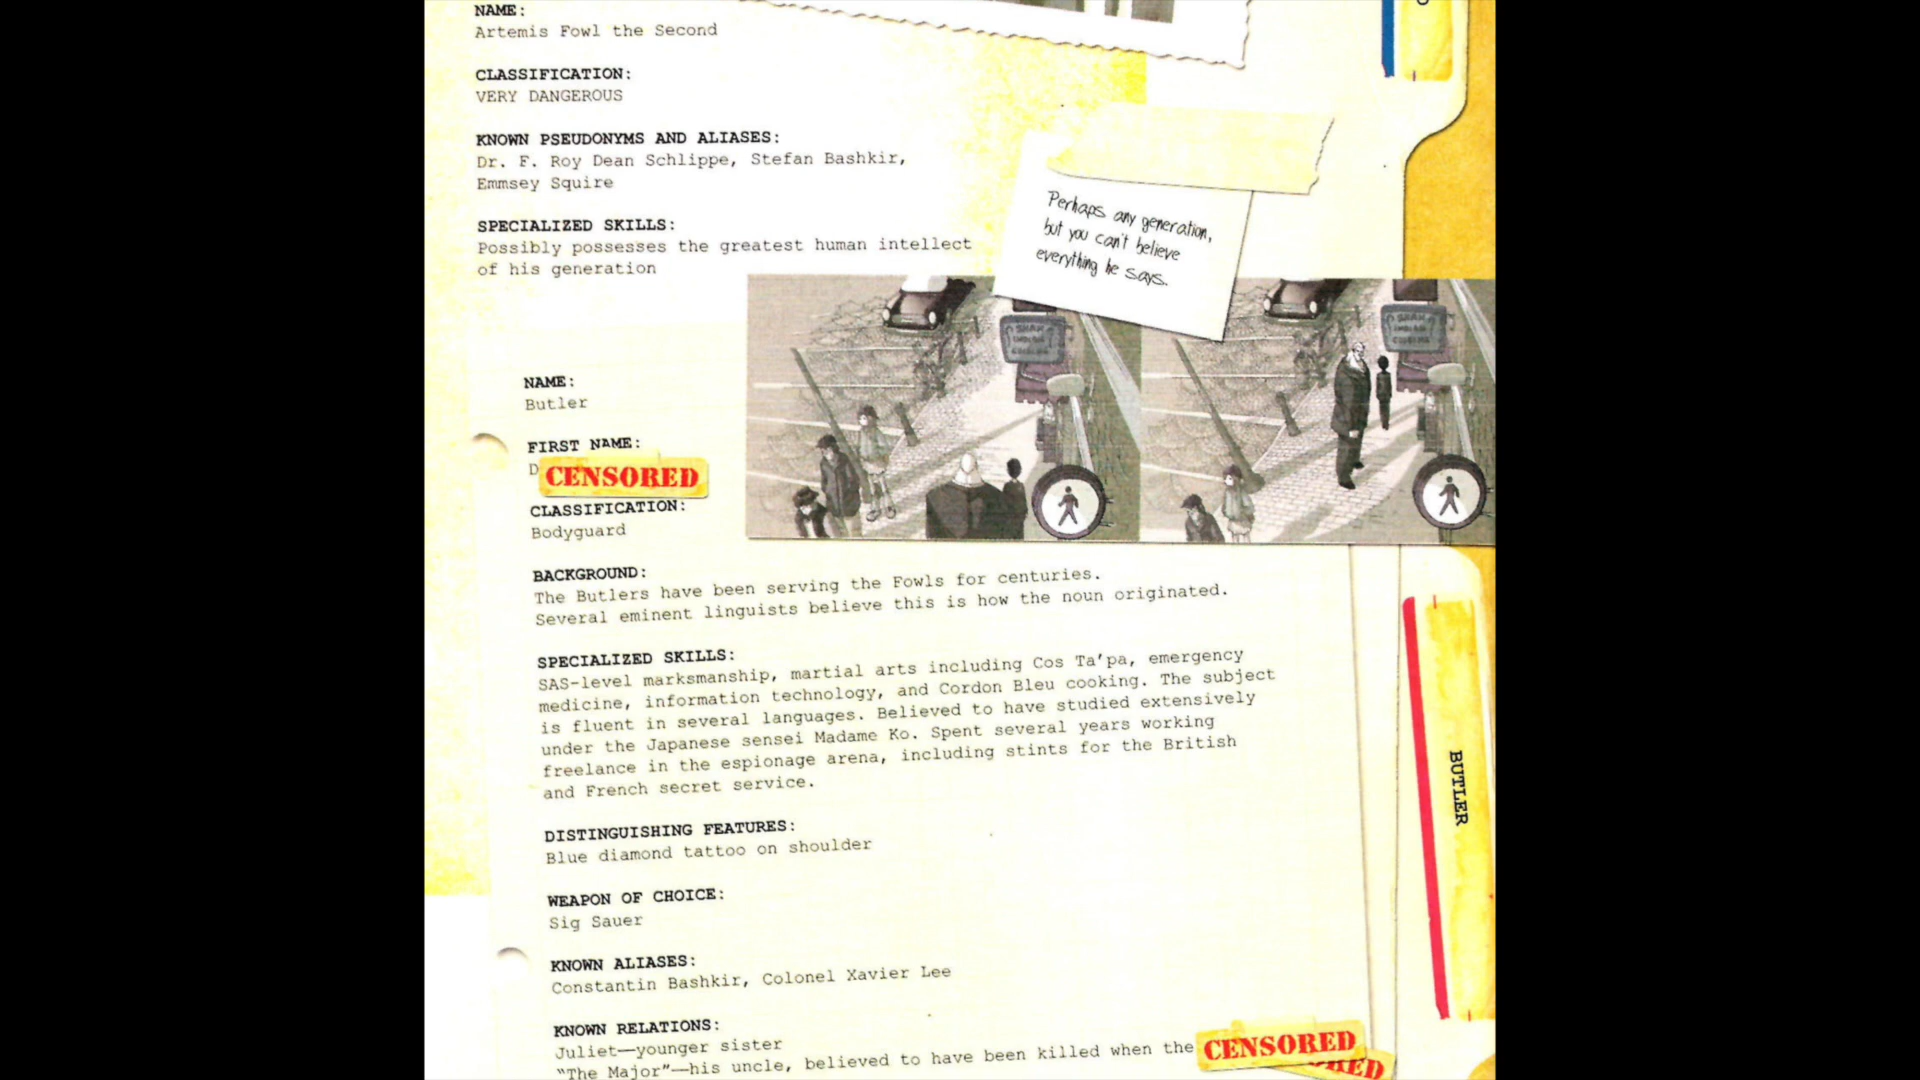 NAME:
Artemis Fowl the Second
CLASSIFICATION:
VERY DANGEROUS
KNOWN PSEUDONYMS AND ALIASES:
Dr. F. Roy Dean Schlippe, Stefan Bashkir,
Emmsey Squire
SPECIALIZED SKILLS:
Possibly possesses the greatest human intellect
of his generation
Perhaps any generation,
but you can't believe
everything he says.
NAME:
Butler
FIRST NAME:
D
CENSORED
CLASSIFICATION:
Bodyguard
BACKGROUND:
The Butlers have been serving the Fowls for centuries.
Several eminent linguists believe this is how the noun originated.
SPECIALIZED SKILLS:
SAS-level marksmanship, martial arts including Cos Ta'pa, emergency
medicine, information technology, and Cordon Bleu cooking. The subject
is fluent in several languages. Believed to have studied extensively
under the Japanese sensei Madame Ko. Spent several years working
freelance in the espionage arena, including stints for the British
and French secret service.
DISTINGUISHING FEATURES:
Blue diamond tattoo on shoulder
WEAPON OF CHOICE:
Sig Sauer
KNOWN ALIASES:
Constantin Bashkir, Colonel Xavier Lee
KNOWN RELATIONS:
Juliet—younger sister
"The Major"—his uncle, believed to have been killed when the CENSORED
BUTLER